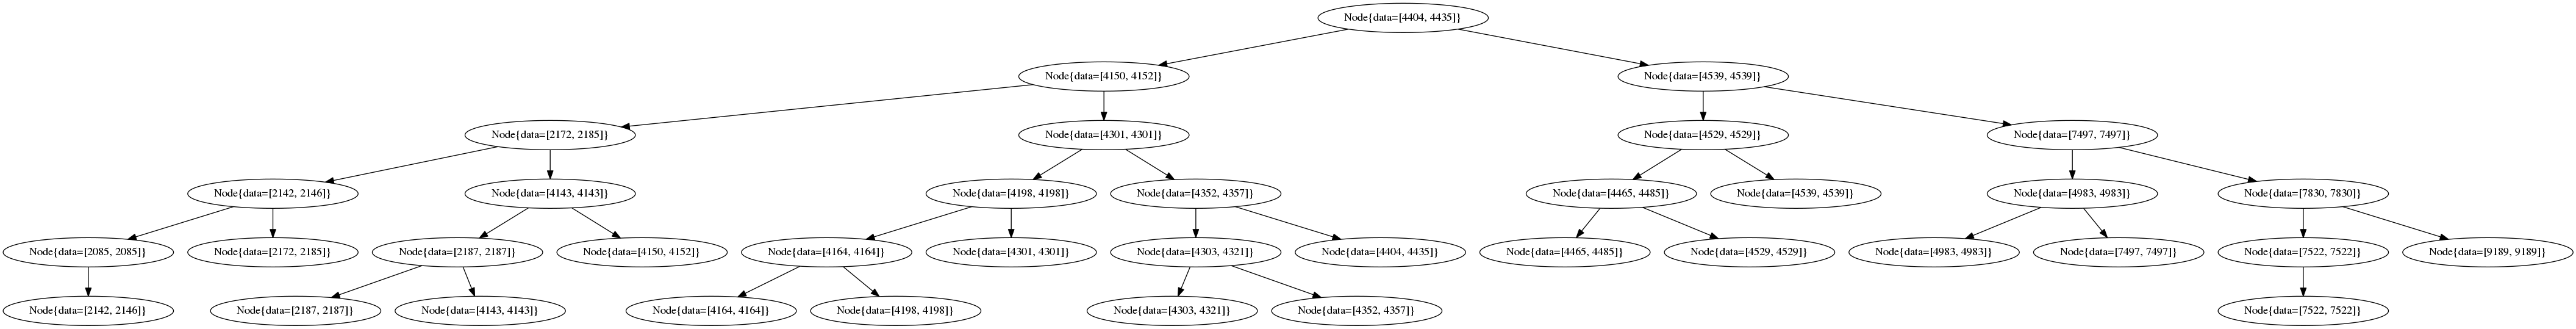 Node{data=[4404, 4435]}
Node{data=[4150, 4152]}
Node{data=[4539, 4539]}
Node{data=[2172, 2185]}
Node{data=[4301, 4301]}
Node{data=[4529, 4529]}
Node{data=[7497, 7497]}
Node{data=[2142, 2146]}
Node{data=[4143, 4143]}
Node{data=[4198, 4198]}
Node{data=[4352, 4357]}
Node{data=[4465, 4485]}
Node{data=[4539, 4539]}
Node{data=[4983, 4983]}
Node{data=[7830, 7830]}
Node{data=[2085, 2085]}
Node{data=[2172, 2185]}
Node{data=[2187, 2187]}
Node{data=[4150, 4152]}
Node{data=[4164, 4164]}
Node{data=[4301, 4301]}
Node{data=[4303, 4321]}
Node{data=[4404, 4435]}
Node{data=[4465, 4485]}
Node{data=[4529, 4529]}
Node{data=[4983, 4983]}
Node{data=[7497, 7497]}
Node{data=[7522, 7522]}
Node{data=[9189, 9189]}
Node{data=[2142, 2146]}
Node{data=[2187, 2187]}
Node{data=[4143, 4143]}
Node{data=[4164, 4164]}
Node{data=[4198, 4198]}
Node{data=[4303, 4321]}
Node{data=[4352, 4357]}
Node{data=[7522, 7522]}